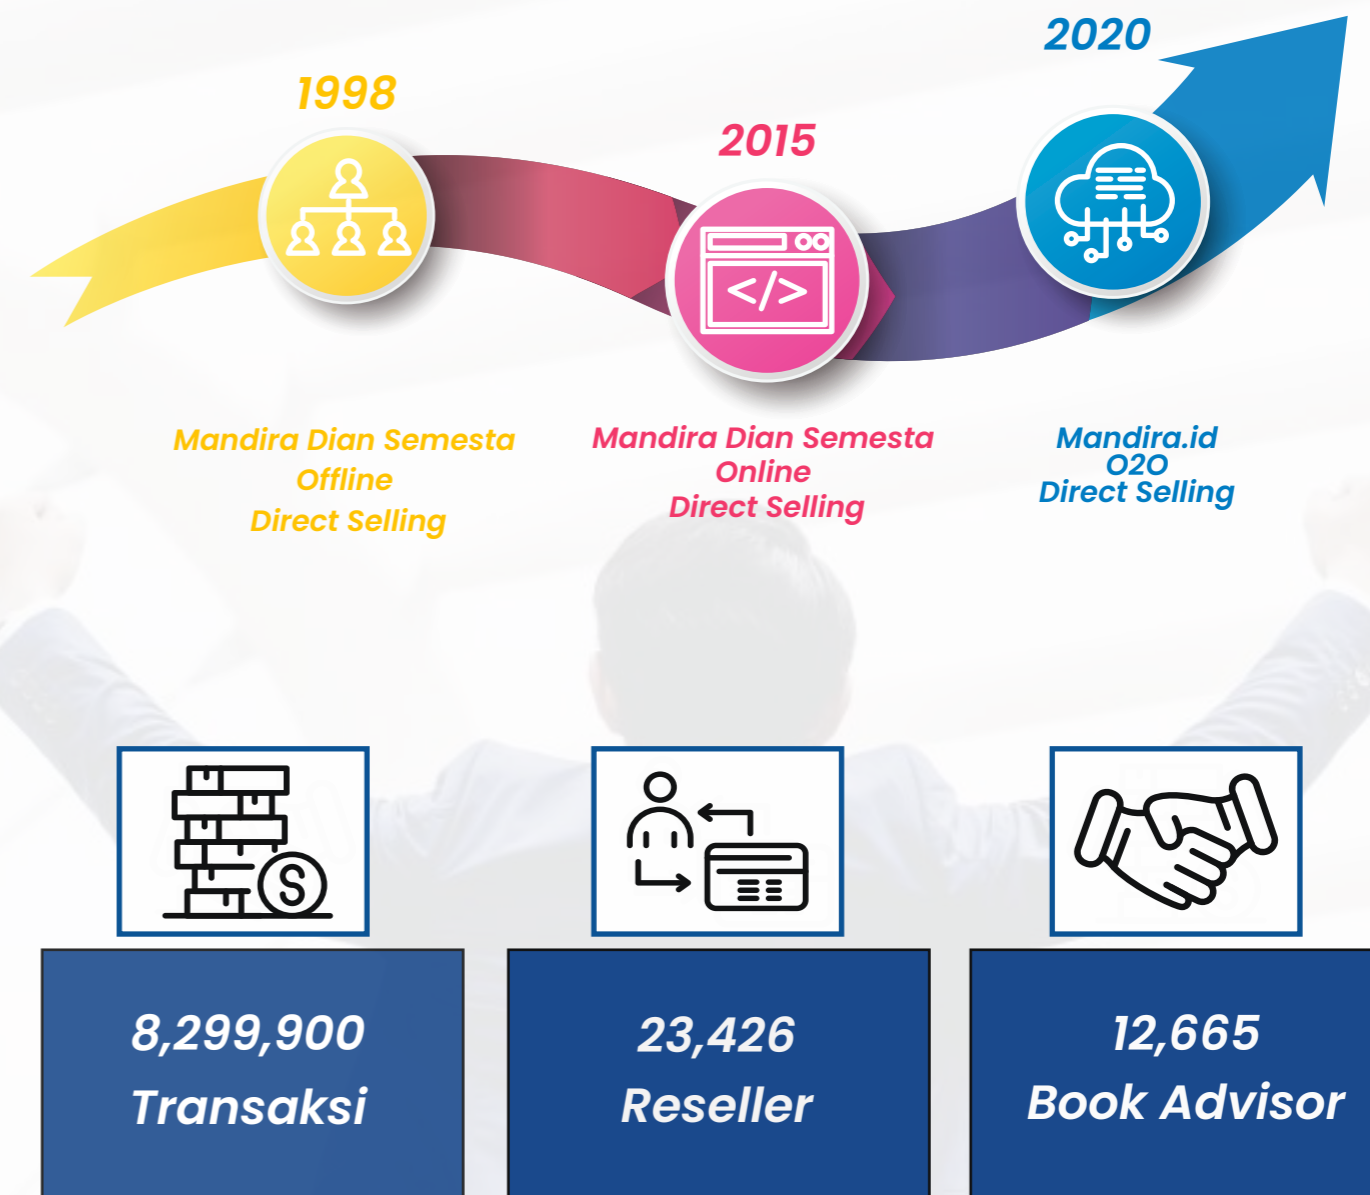 1998
2015
2020
Mandira Dian Semesta
Offline
Direct Selling
Mandira Dian Semesta
Online
Direct Selling
Mandira.id
O2O
Direct Selling
8,299,900
Transaksi
23,426
Reseller
12,665
Book Advisor